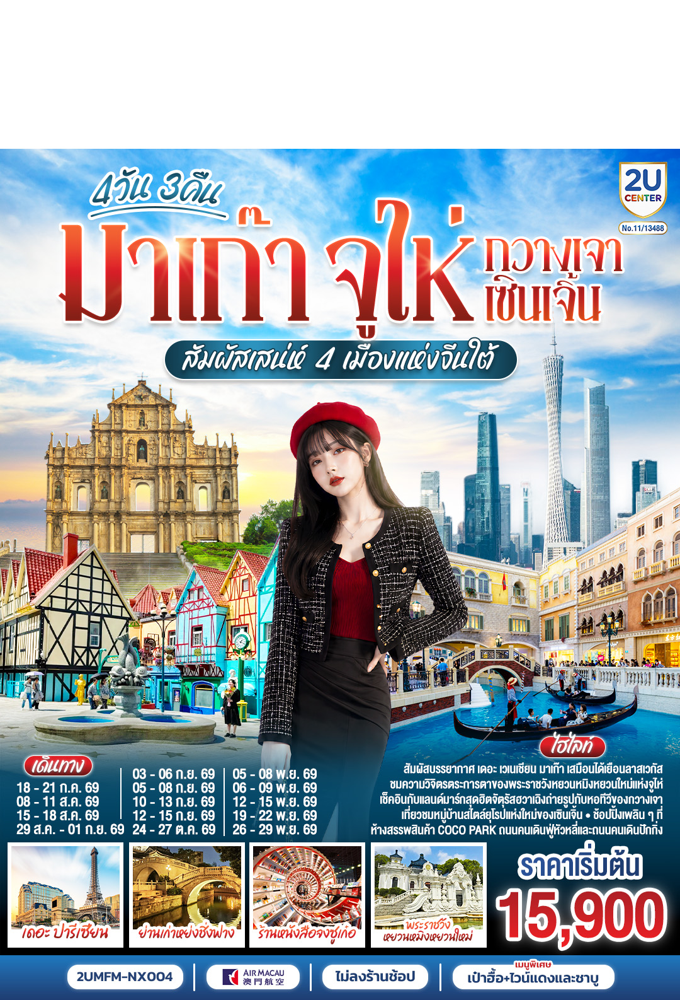 4วัน 3คืน
2U
CENTER
No.11/13488
มาเก๊า จูไห่ กวางเจา
เซินเจิ้น
สัมผัสเสน่ห์ 4 เมืองแห่งจีนใต้
เดินทาง
18 - 21 ก.ค. 69
08 - 11 ส.ค. 69
15 - 18 ส.ค. 69
29 ส.ค. - 01 ก.ย. 69
03 - 06 ก.ย. 69
05 - 08 ก.ย. 69
10 - 13 ก.ย. 69
12 - 15 ก.ย. 69
24 - 27 ต.ค. 69
05 - 08 พ.ย. 69
06 - 09 พ.ย. 69
12 - 15 พ.ย. 69
19 - 22 พ.ย. 69
26 - 29 พ.ย. 69
ไฮไลท์
สัมผัสบรรยากาศ เดอะ เวเนเชียน มาเก๊า เสมือนได้เยือนลาสเวกัส
ชมความวิจิตรตระการตาของพระราชวังหยวนหมิงหยวนใหม่แห่งจูไห่
เช็คอินกับแลนด์มาร์กสุดฮิตจัตุรัสฮวาเฉิงถ่ายรูปกับหอทีวีของกวางเจา
เที่ยวชมหมู่บ้านสไตล์ยุโรปแห่งใหม่ของเซินเจิ้น • ช้อปปิ้งเพลิน ๆ ที่
ห้างสรรพสินค้า COCO PARK ถนนคนเดินฟู่หัวหลี่และถนนคนเดินปักกิ่ง
เดอะ ปารีเซียน
ย่านเก่าหย่งชิ่งฟาง
ร้านหนังสือจงซูเก๋อ
พระราชวัง
หยวนหมิงหยวนใหม่
ราคาเริ่มต้น
15,900
2UMFM-NX004
AIR MACAU
澳門航空
ไม่ลงร้านช้อป
เมนูพิเศษ
เป๋าฮื้อ+ไวน์แดงและชาบู